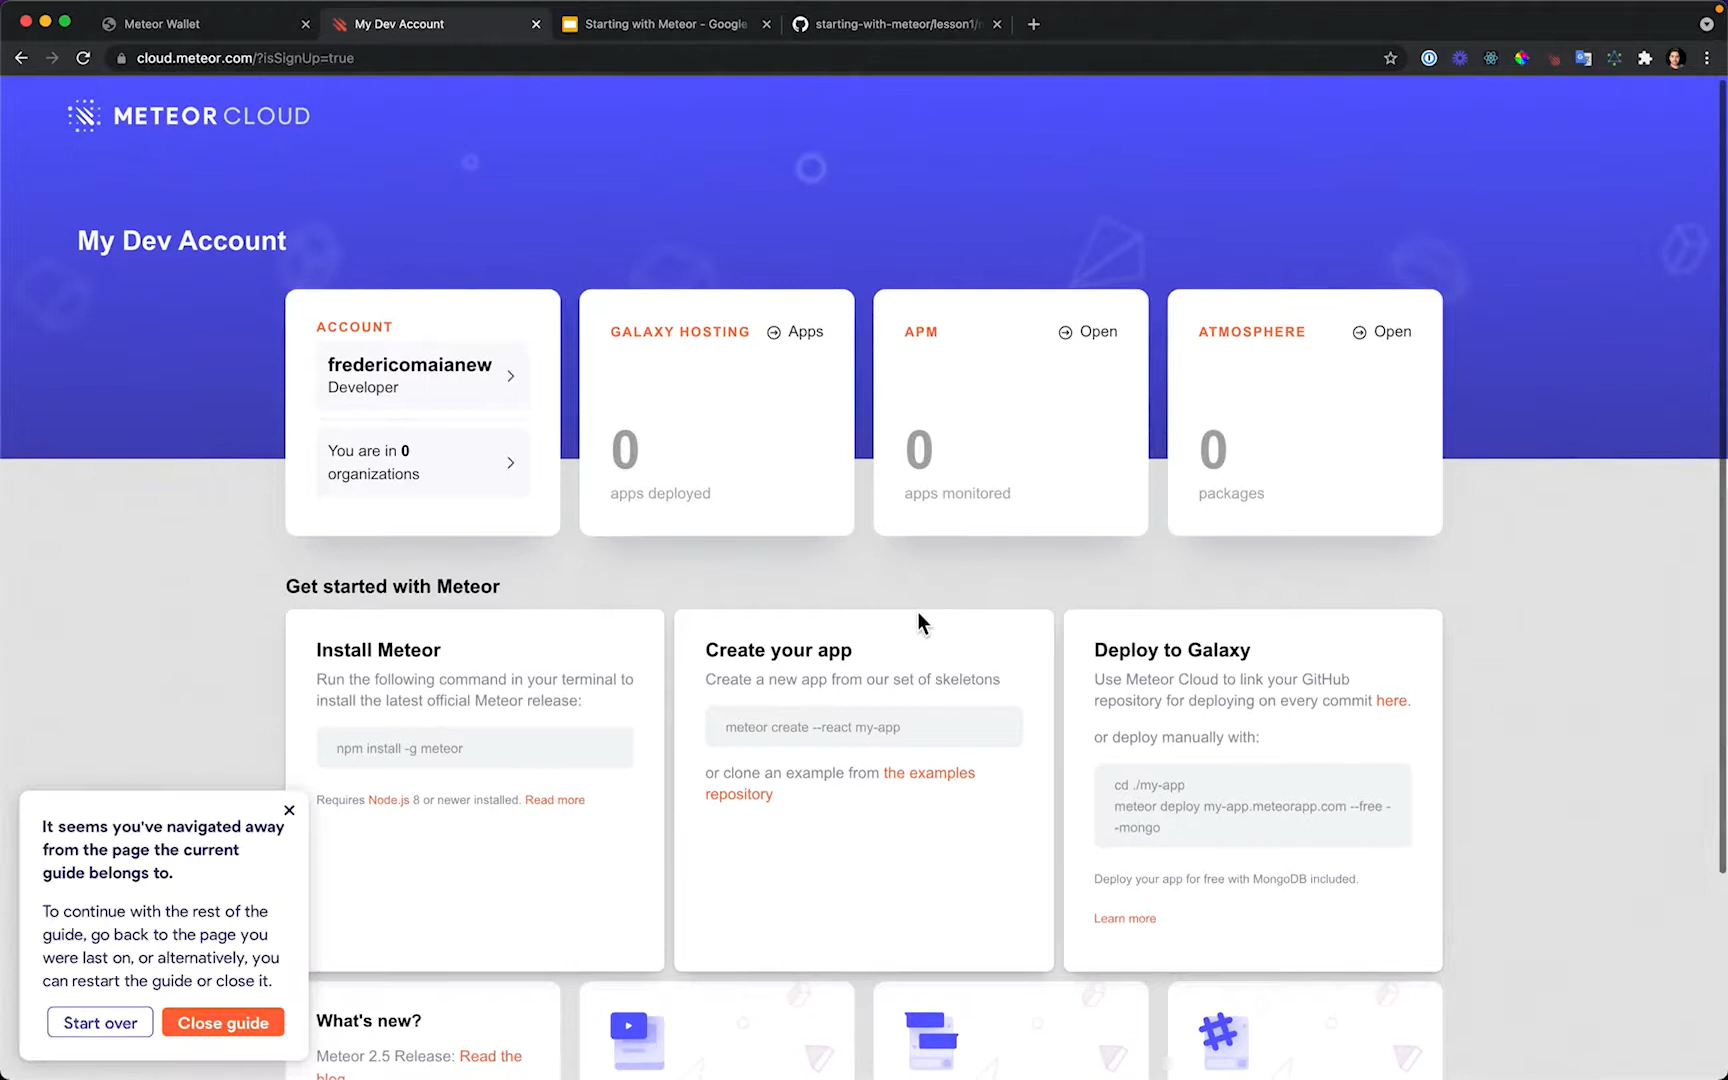 Meteor Wallet
My Dev Account
Starting with Meteor - Google
starting-with-meteor/lesson1/
cloud.meteor.com/?isSignUp=true
METEOR CLOUD
My Dev Account
ACCOUNT
fredericomaianew
Developer
You are in 0
organizations
GALAXY HOSTING
Apps
0
apps deployed
APM
Open
0
apps monitored
ATMOSPHERE
Open
0
packages
Get started with Meteor
Install Meteor
Run the following command in your terminal to
install the latest official Meteor release:
npm install -g meteor
Requires Node.js 8 or newer installed. Read more
Create your app
Create a new app from our set of skeletons
meteor create --react my-app
or clone an example from the examples
repository
Deploy to Galaxy
Use Meteor Cloud to link your GitHub
repository for deploying on every commit here.
or deploy manually with:
cd ./my-app
meteor deploy my-app.meteorapp.com --free -
-mongo
Deploy your app for free with MongoDB included.
Learn more
It seems you've navigated away
from the page the current
guide belongs to.
To continue with the rest of the
guide, go back to the page you
were last on, or alternatively, you
can restart the guide or close it.
Start over
Close guide
What's new?
Meteor 2.5 Release: Read the
blog